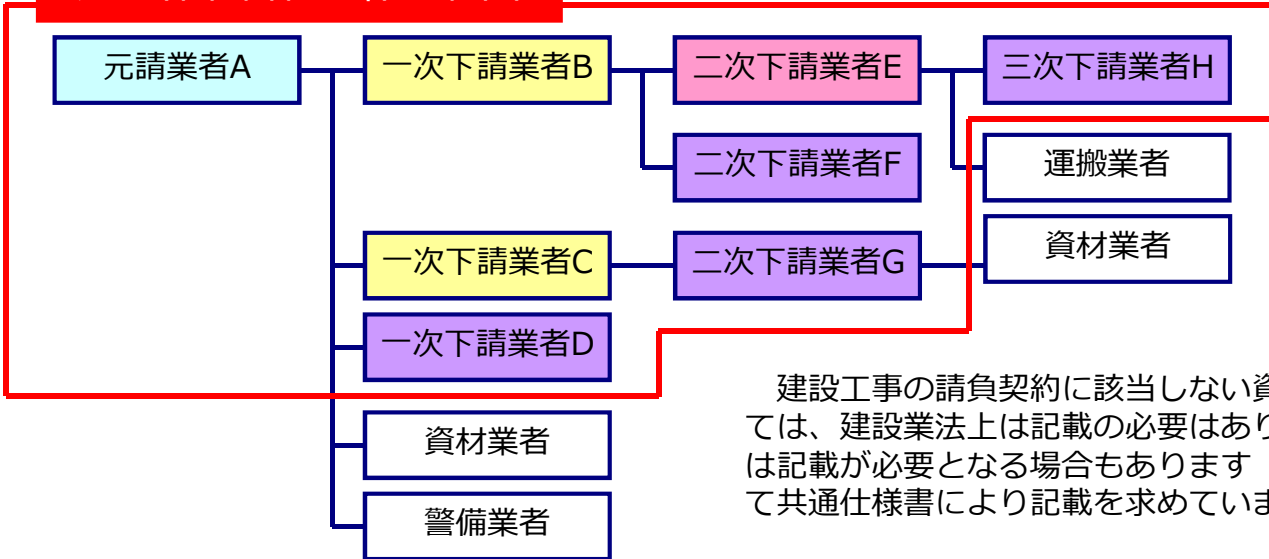 元請業者A 一次下請業者B 二次下請業者E 三次下請業者H
二次下請業者F 運搬業者
一次下請業者C 二次下請業者G 資材業者
一次下請業者D
資材業者
警備業者
建設工事の請負契約に該当しない資
ては、建設業法上は記載の必要はあり
は記載が必要となる場合もあります
て共通仕様書により記載を求めていま